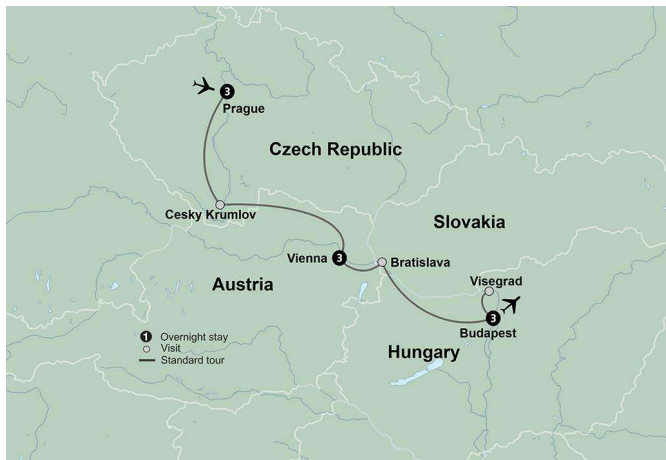 3
Prague
Czech Republic
Cesky Krumlov
Slovakia
Vienna 3
Bratislava
Austria
Visegrad
3
Budapest
Hungary
1 Overnight stay
Visit
Standard tour